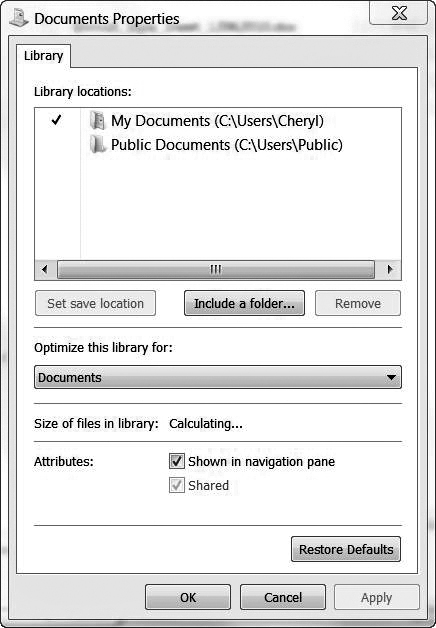 Documents Properties
Library
Library locations:
My Documents (C:\Users\Cheryl)
Public Documents (C:\Users\Public)
Set save location Include a folder... Remove
Optimize this library for:
Documents
Size of files in library: Calculating...
Attributes: Shown in navigation pane
Shared
Restore Defaults
OK Cancel Apply